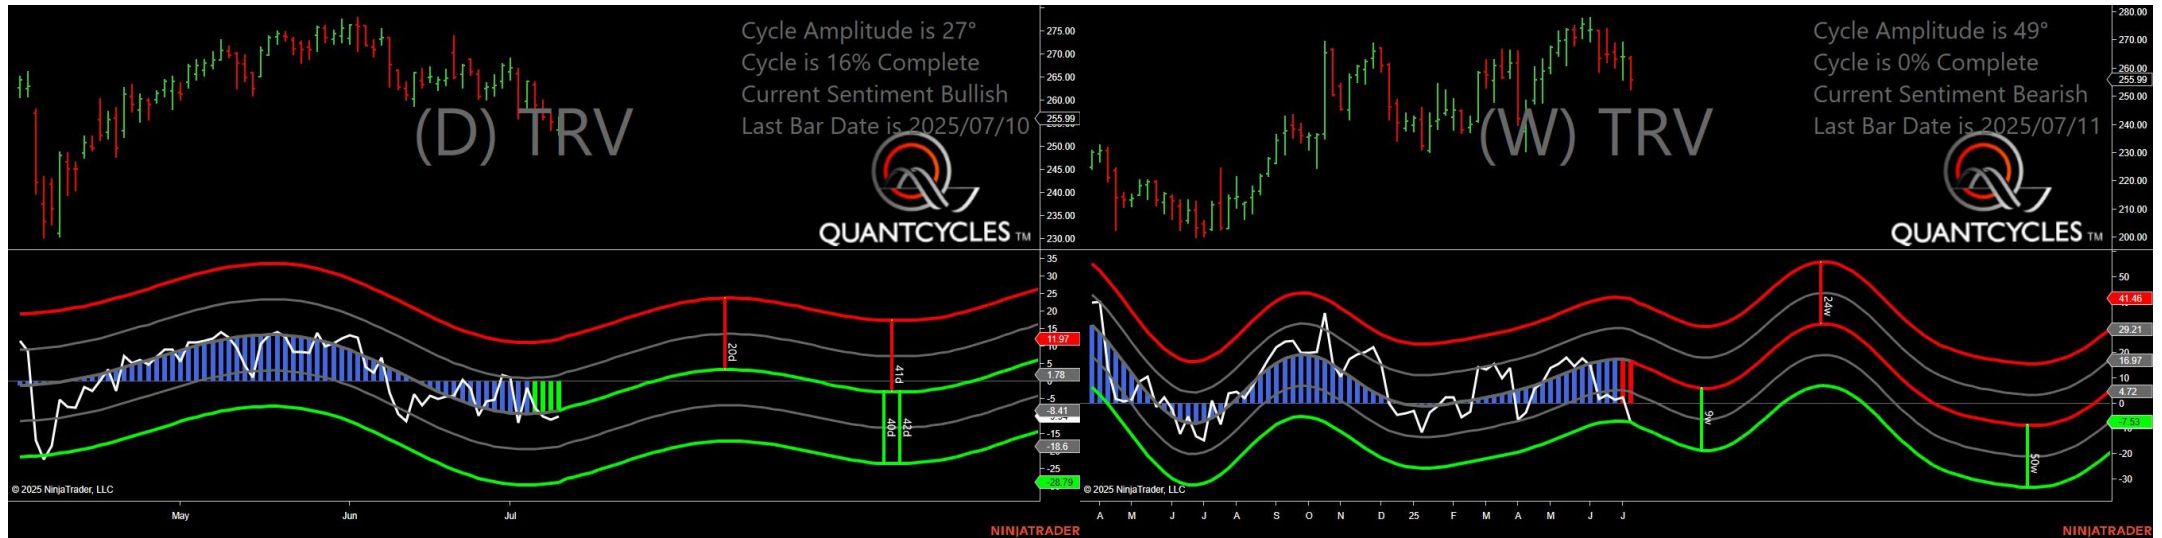 Cycle Amplitude is 27°
Cycle is 16% Complete
Current Sentiment Bullish
Last Bar Date is 2025/07/10
(D) TRV
QUANTCYCLES TM
275.00
270.00
265.00
260.00
255.99
250.00
245.00
240.00
235.00
230.00
35
30
25
20
15
11.97
5
1.78
-5
-8.41
-15
-18.6
-25
-28.79
20d
41d
40d
42d
© 2025 NinjaTrader, LLC
May
Jun
Jul
NINJATRADER
Cycle Amplitude is 49°
Cycle is 0% Complete
Current Sentiment Bearish
Last Bar Date is 2025/07/11
(W) TRV
QUANTCYCLES TM
280.00
270.00
260.00
255.99
250.00
240.00
230.00
220.00
210.00
200.00
50
41.46
29.21
16.97
10
4.72
0
-7.53
-20
-30
24w
9w
50w
© 2025 NinjaTrader, LLC
A M J J A S O N D 25 F M A M J J
NINJATRADER